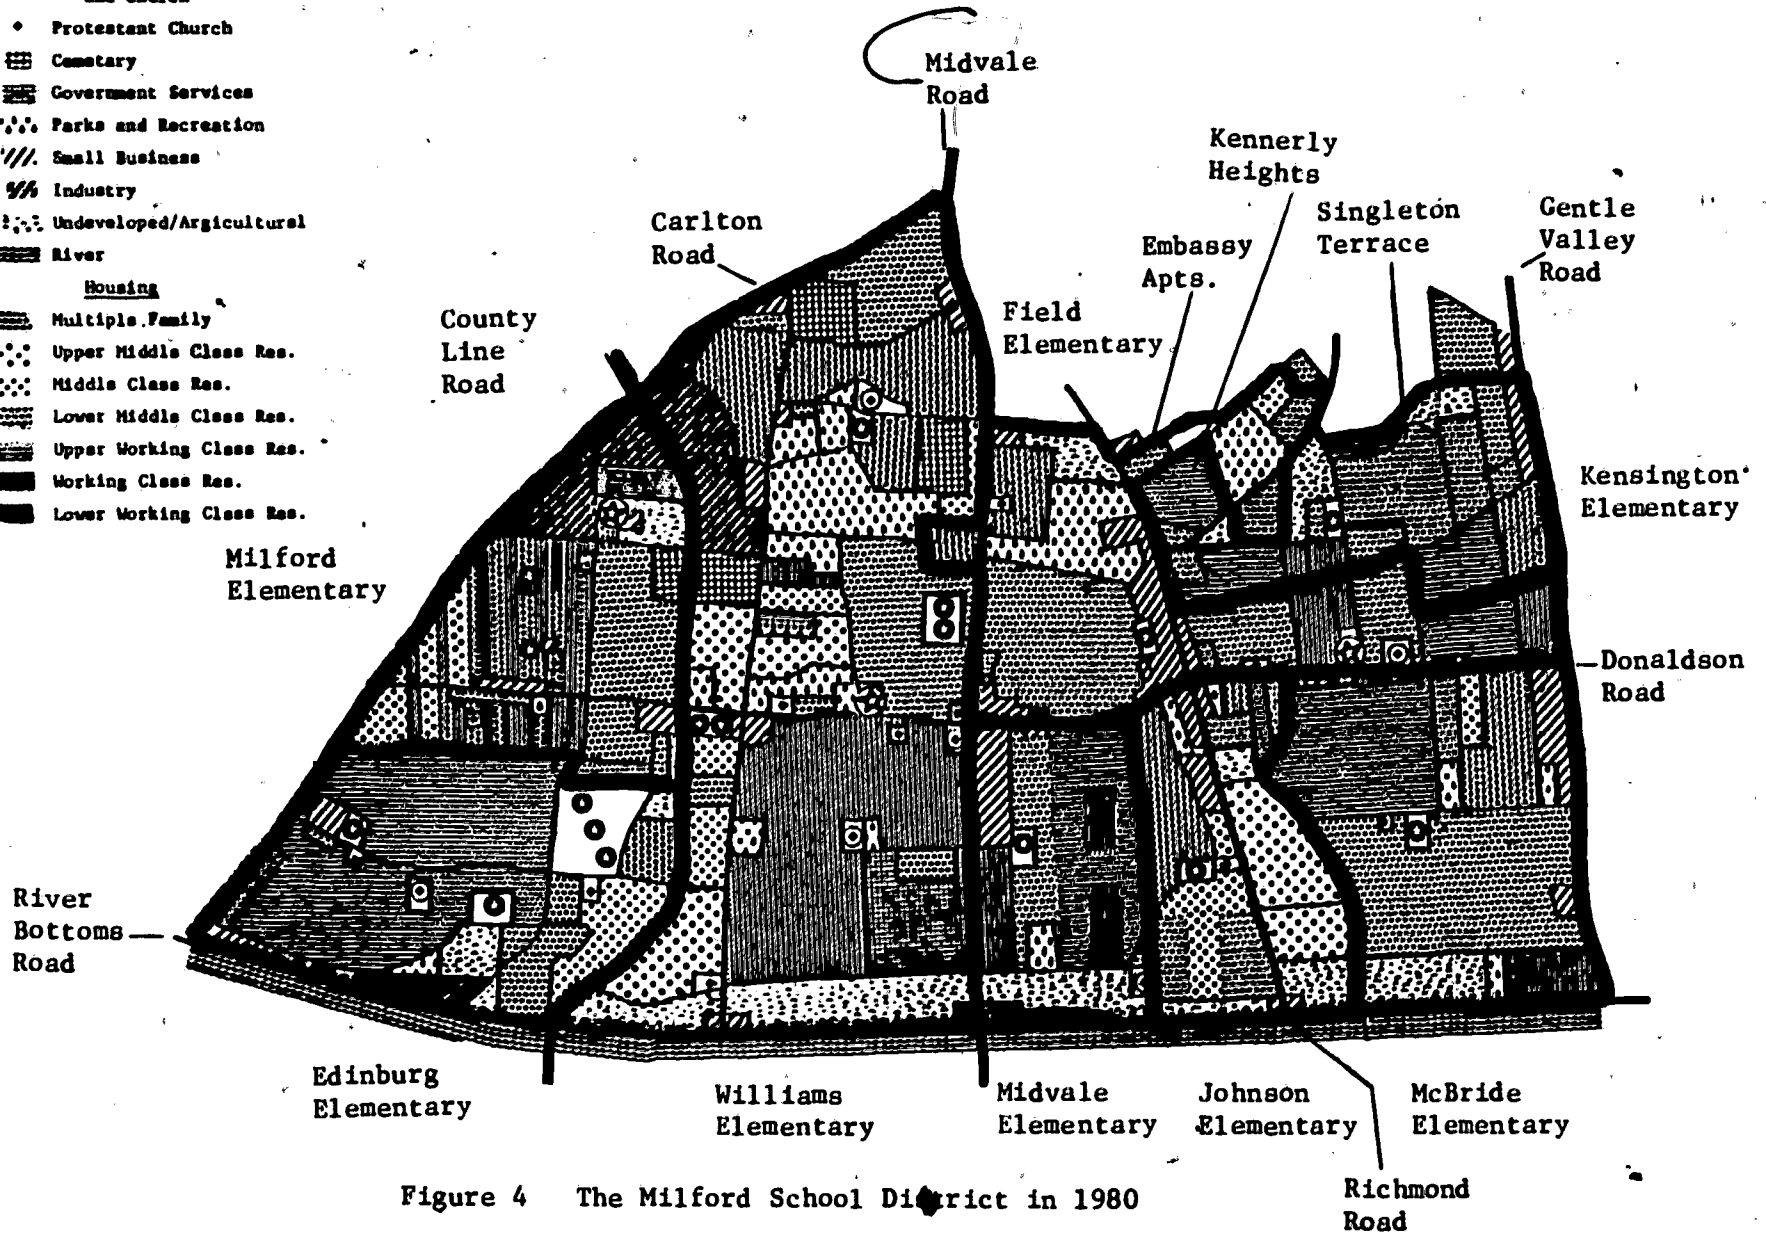 and Church
Protestant Church
Cematary
Government Services
Parks and Recreation
Small Business
Industry
Undeveloped/Argicultural
River
Housing
Multiple Family
Upper Middle Class Res.
Middle Class Res.
Lower Middle Class Res.
Upper Working Class Res.
Working Class Res.
Lower Working Class Res.
Midvale
Road
Kennerly
Heights
Carlton
Road
Singleton
Terrace
Gentle
Valley
Road
Embassy
Apts.
County
Line
Road
Field
Elementary
Kensington
Elementary
Milford
Elementary
Donaldson
Road
River
Bottoms
Road
Edinburg
Elementary
Williams
Elementary
Midvale
Elementary
Johnson
Elementary
McBride
Elementary
Richmond
Road
Figure 4 The Milford School District in 1980